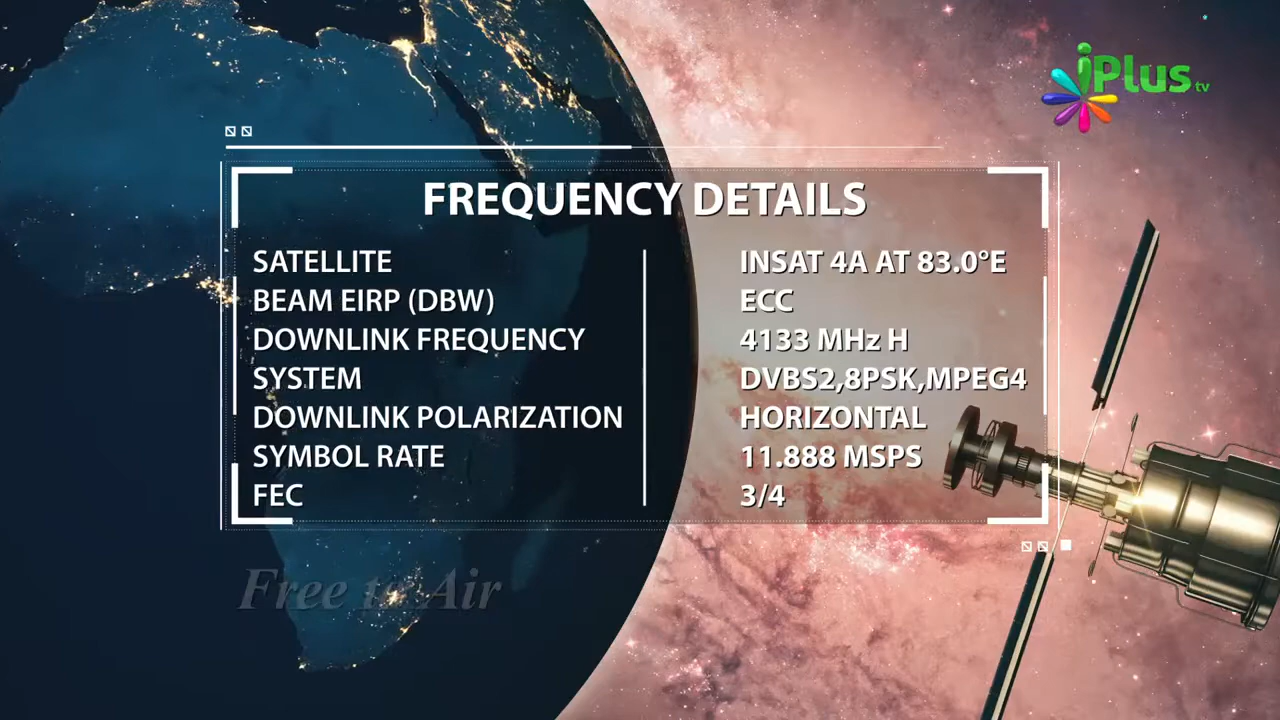 iPlus tv
FREQUENCY DETAILS
SATELLITE INSAT 4A AT 83.0°E
BEAM EIRP (DBW) ECC
DOWNLINK FREQUENCY 4133 MHz H
SYSTEM DVBS2,8PSK,MPEG4
DOWNLINK POLARIZATION HORIZONTAL
SYMBOL RATE 11.888 MSPS
FEC 3/4
Free to Air